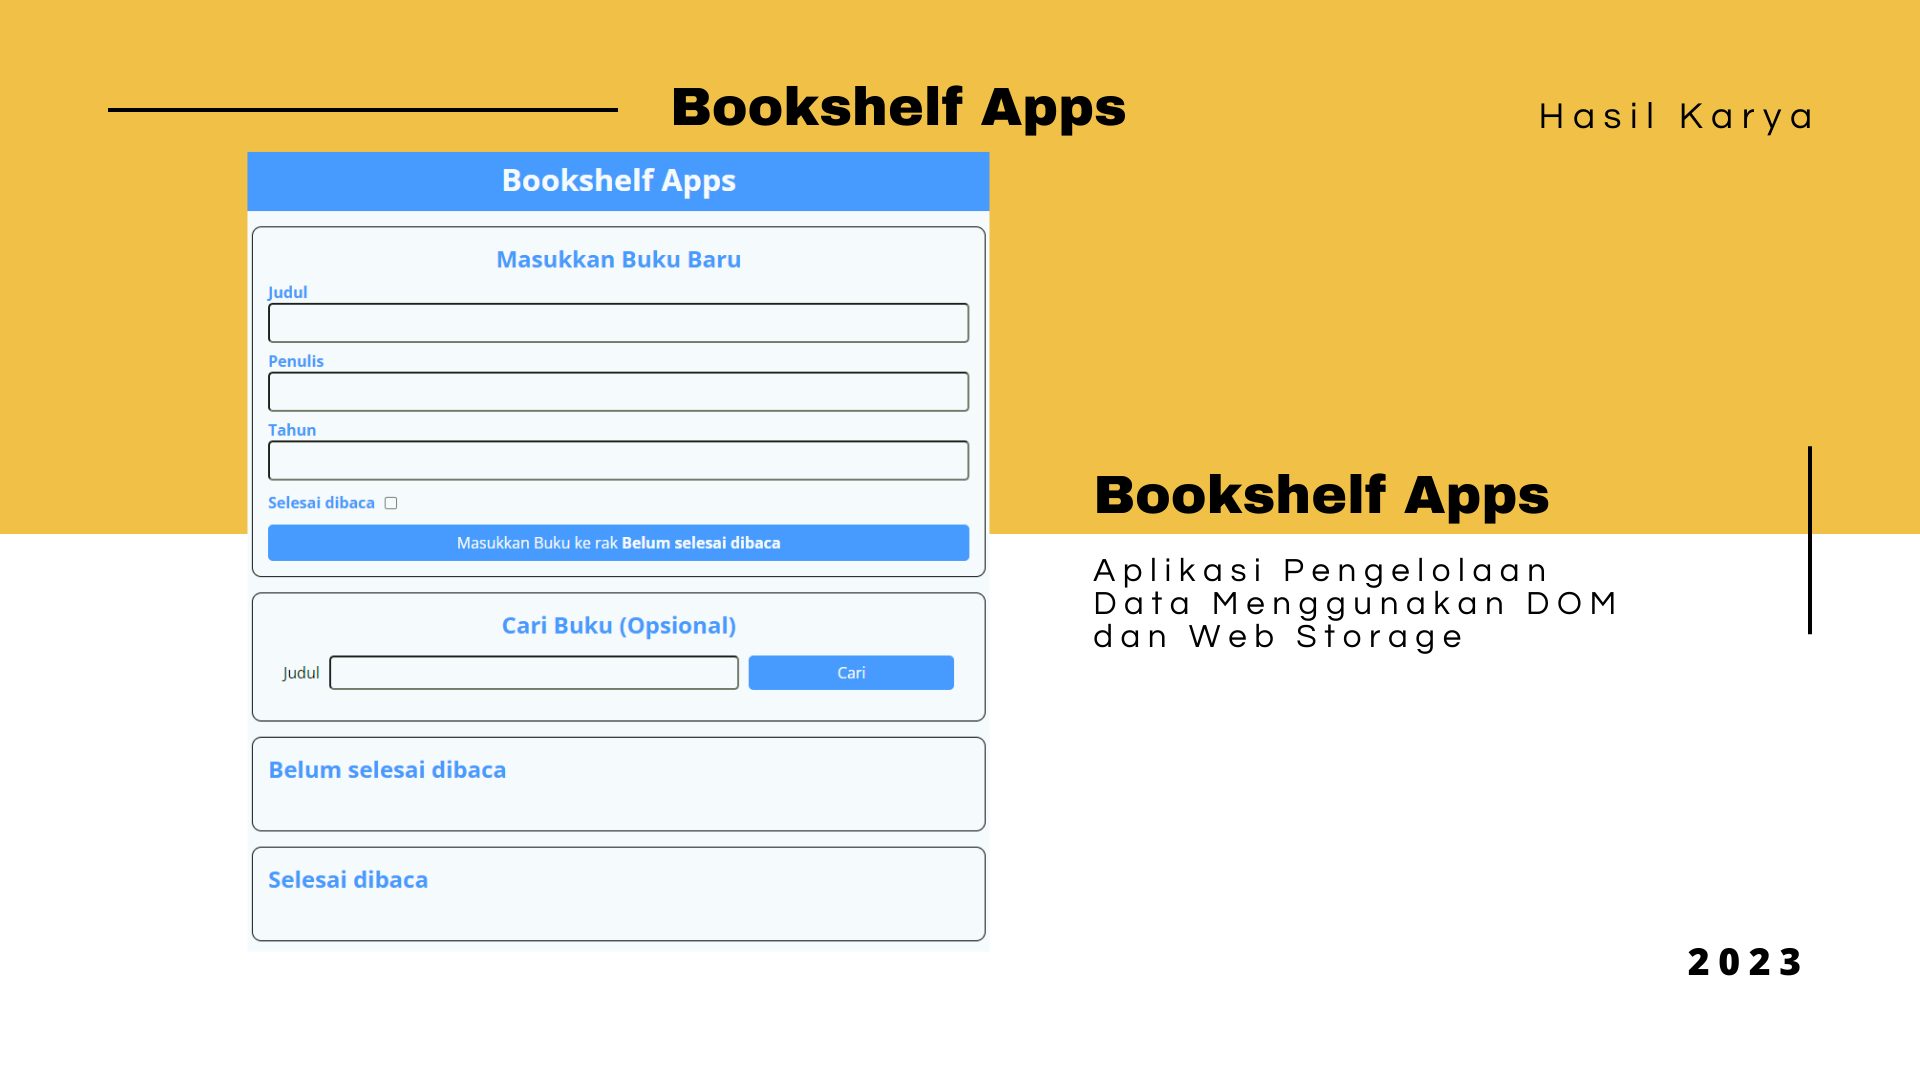 Bookshelf Apps
Hasil Karya
Bookshelf Apps
Masukkan Buku Baru
Judul
Penulis
Tahun
Selesai dibaca
Masukkan Buku ke rak Belum selesai dibaca
Cari Buku (Opsional)
Judul
Cari
Belum selesai dibaca
Selesai dibaca
Bookshelf Apps
Aplikasi Pengelolaan
Data Menggunakan DOM
dan Web Storage
2023